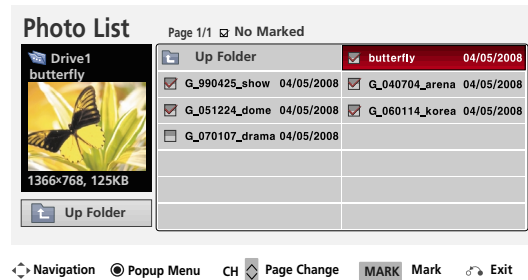 Photo List
Page 1/1 No Marked
Drive1
butterfly
1366×768, 125KB
Up Folder
Up Folder
butterfly 04/05/2008
G_990425_show 04/05/2008
G_040704_arena 04/05/2008
G_051224_dome 04/05/2008
G_060114_korea 04/05/2008
G_070107_drama 04/05/2008
Navigation Popup Menu CH Page Change MARK Mark Exit